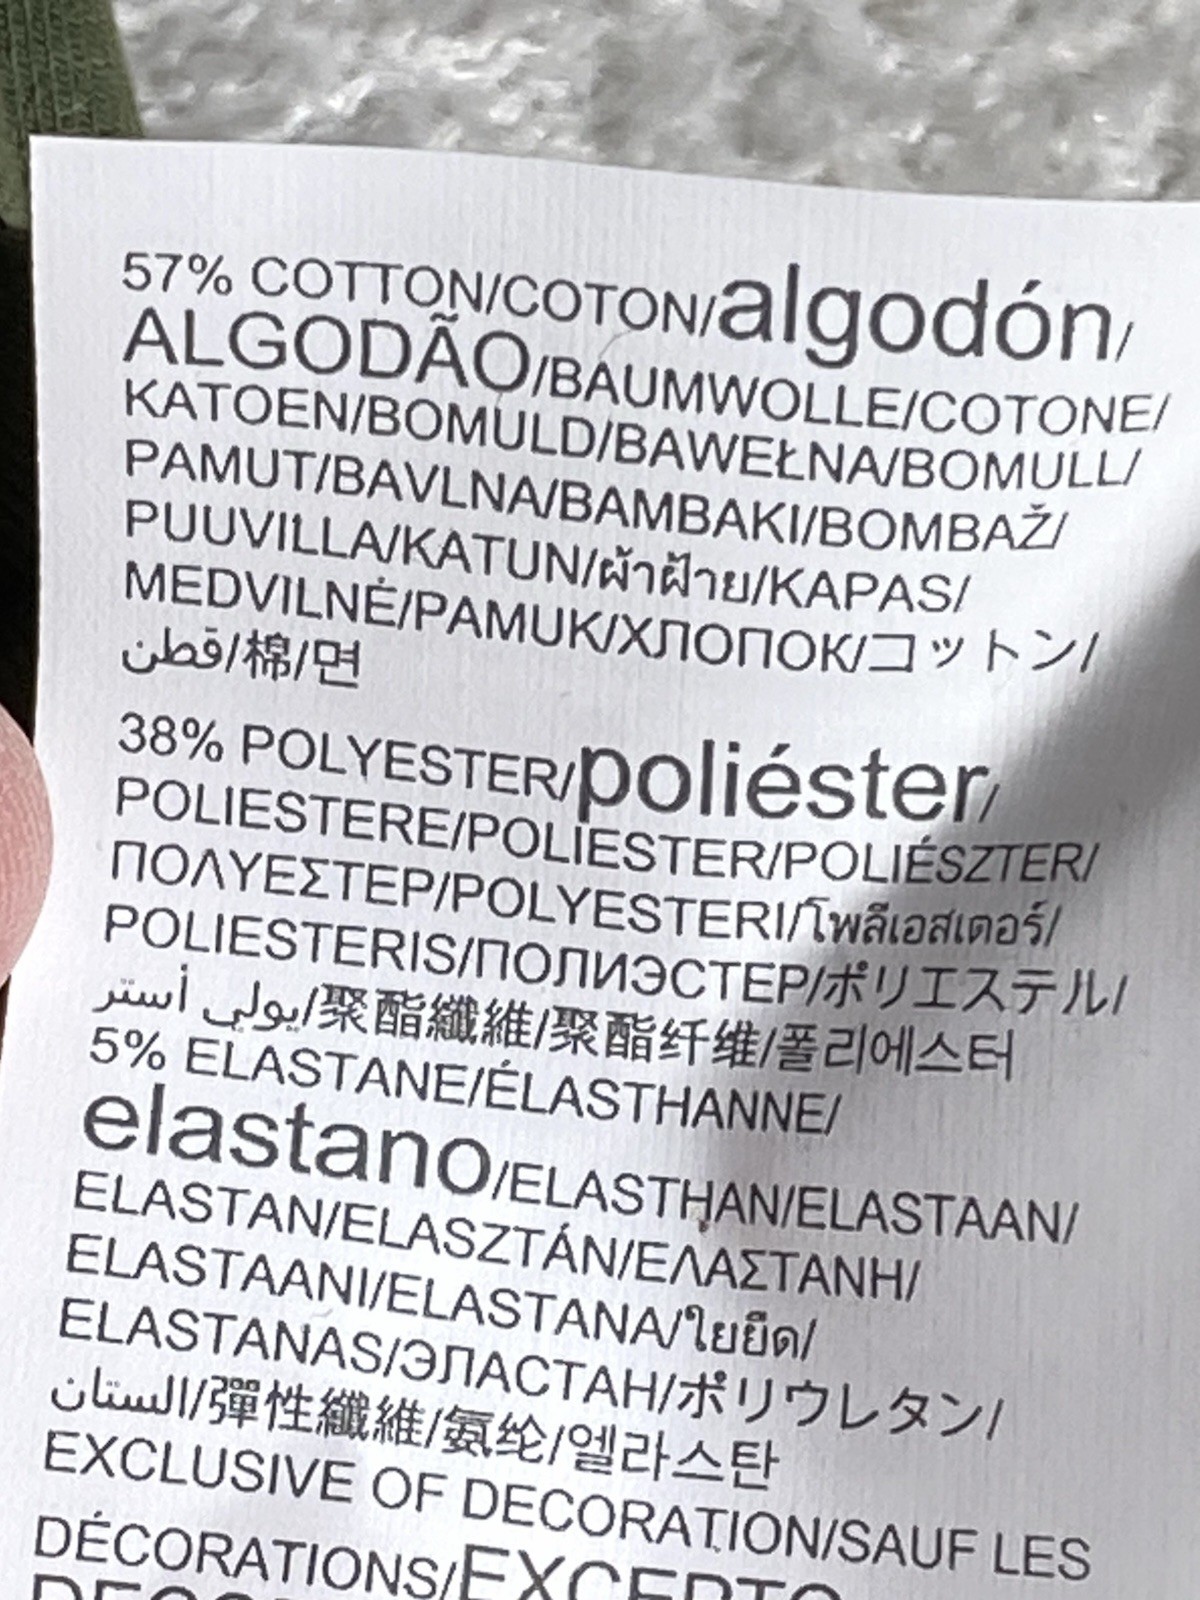 57% COTTON/COTON/algodón/
ALGODÃO/BAUMWOLLE/COTONE/
KATOEN/BOMULD/BAWEŁNA/BOMULL/
PAMUT/BAVLNA/BAMBAKI/BOMBAŽ/
PUUVILLA/KATUN/ผ้าฝ้าย/KAPAS/
MEDVILNĖ/PAMUK/ХЛОПОК/コットン/
قطن/棉/면
38% POLYESTER/poliéster/
POLIESTERE/POLIESTER/POLIÉSZTER/
ΠΟΛΥΕΣΤΕΡ/POLYESTERI/โพลีเอสเตอร์/
POLIESTERIS/ПОЛИЭСТЕР/ポリエステル/
يولي أستر/聚酯纖維/聚酯纤维/폴리에스터
5% ELASTANE/ÉLASTHANNE/
elastano/ELASTHAN/ELASTAAN/
ELASTAN/ELASZTÁN/ΕΛΑΣΤΑΝΗ/
ELASTAANI/ELASTANA/ใยยืด/
ELASTANAS/ЭЛАСТАН/ポリウレタン/
الستان/彈性纖維/氨纶/엘라스탄
EXCLUSIVE OF DECORATION/SAUF LES
DÉCORATIONS/EXCEPTO